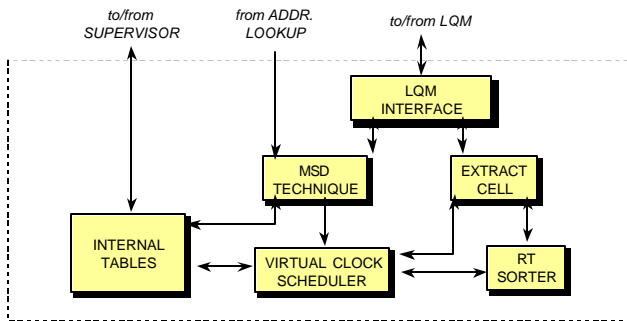 to/from
SUPERVISOR
from ADDR.
LOOKUP
to/from LQM
LQM
INTERFACE
MSD
TECHNIQUE
EXTRACT
CELL
INTERNAL
TABLES
VIRTUAL CLOCK
SCHEDULER
RT
SORTER